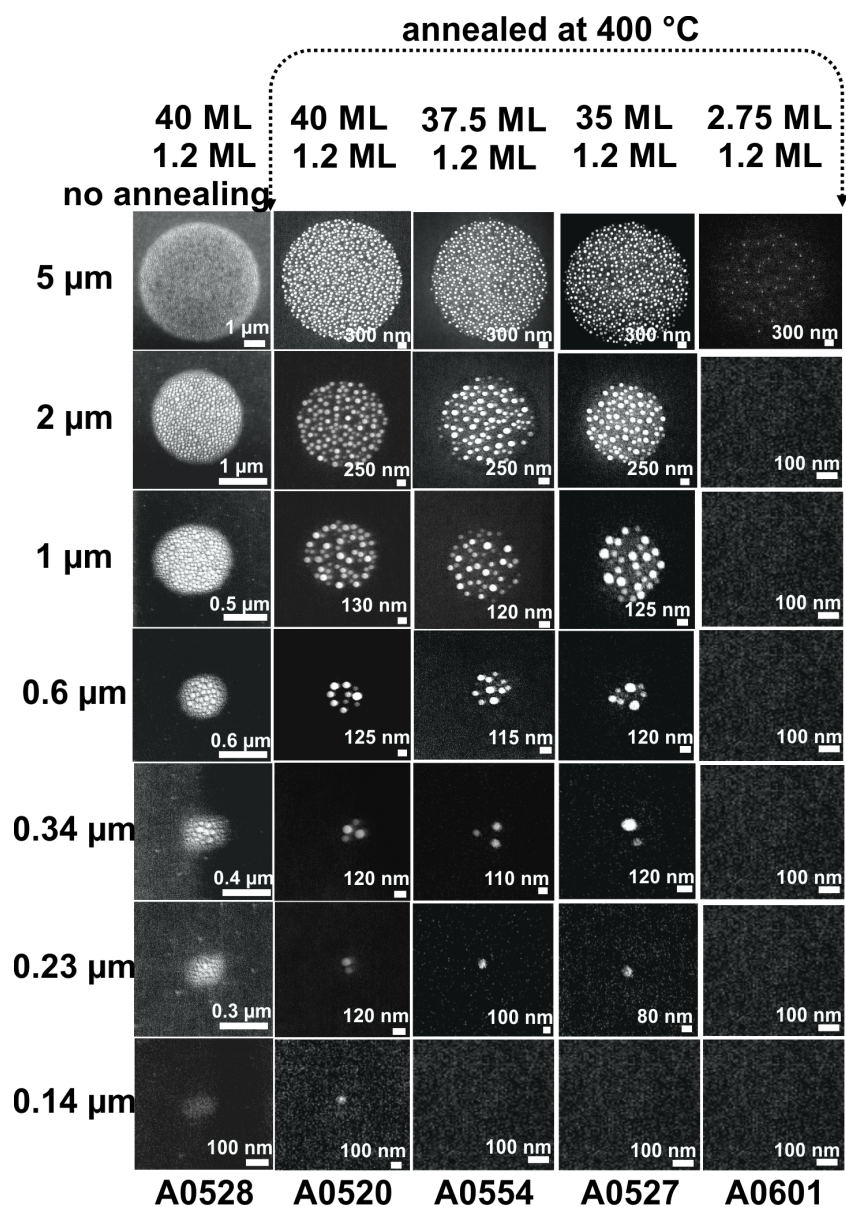 annealed at 400 °C
40 ML 40 ML 37.5 ML 35 ML 2.75 ML
1.2 ML 1.2 ML 1.2 ML 1.2 ML 1.2 ML
no annealing
5 µm 1 µm 300 nm 300 nm 300 nm 300 nm
2 µm 1 µm 250 nm 250 nm 250 nm 100 nm
1 µm 0.5 µm 130 nm 120 nm 125 nm 100 nm
0.6 µm 0.6 µm 125 nm 115 nm 120 nm 100 nm
0.34 µm 0.4 µm 120 nm 110 nm 120 nm 100 nm
0.23 µm 0.3 µm 120 nm 100 nm 80 nm 100 nm
0.14 µm 100 nm 100 nm 100 nm 100 nm 100 nm
A0528 A0520 A0554 A0527 A0601